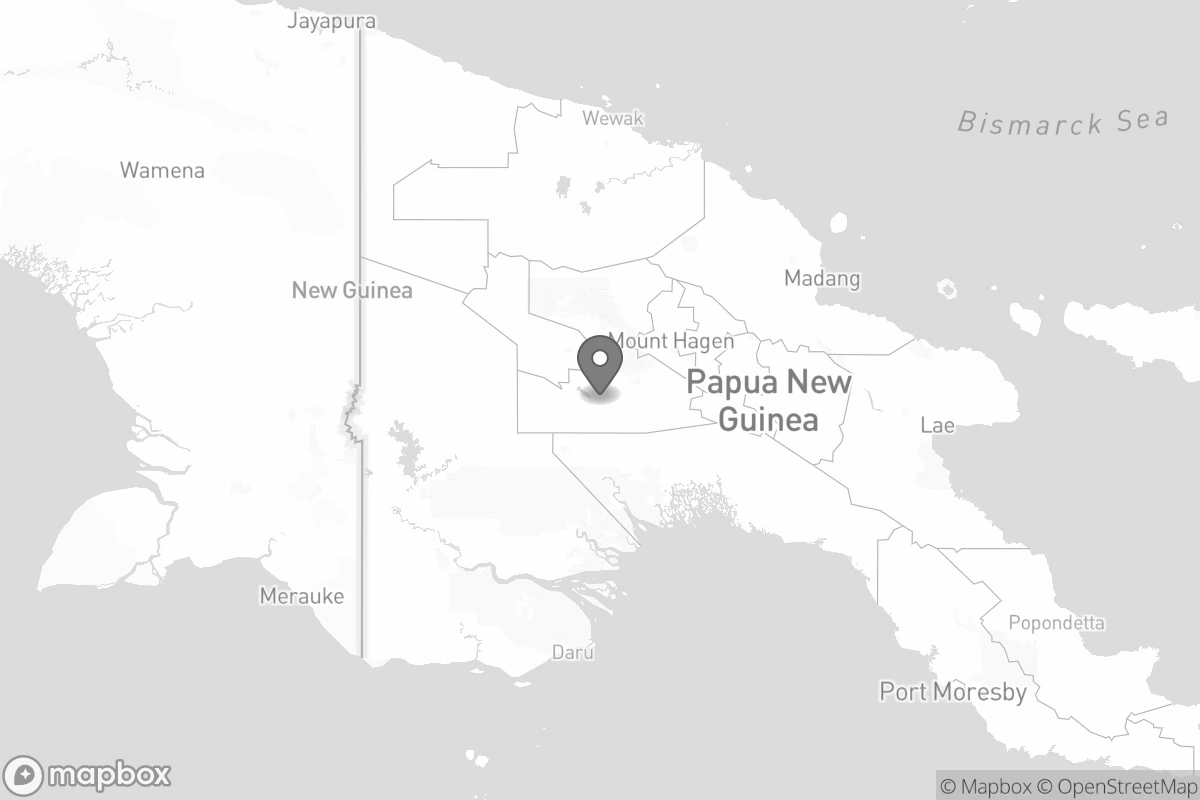 Jayapura
Wewak
Bismarck Sea
Wamena
Madang
New Guinea
Mount Hagen
Papua New
Guinea
Lae
Merauke
Popondetta
Daru
Port Moresby
mapbox
© Mapbox © OpenStreetMap